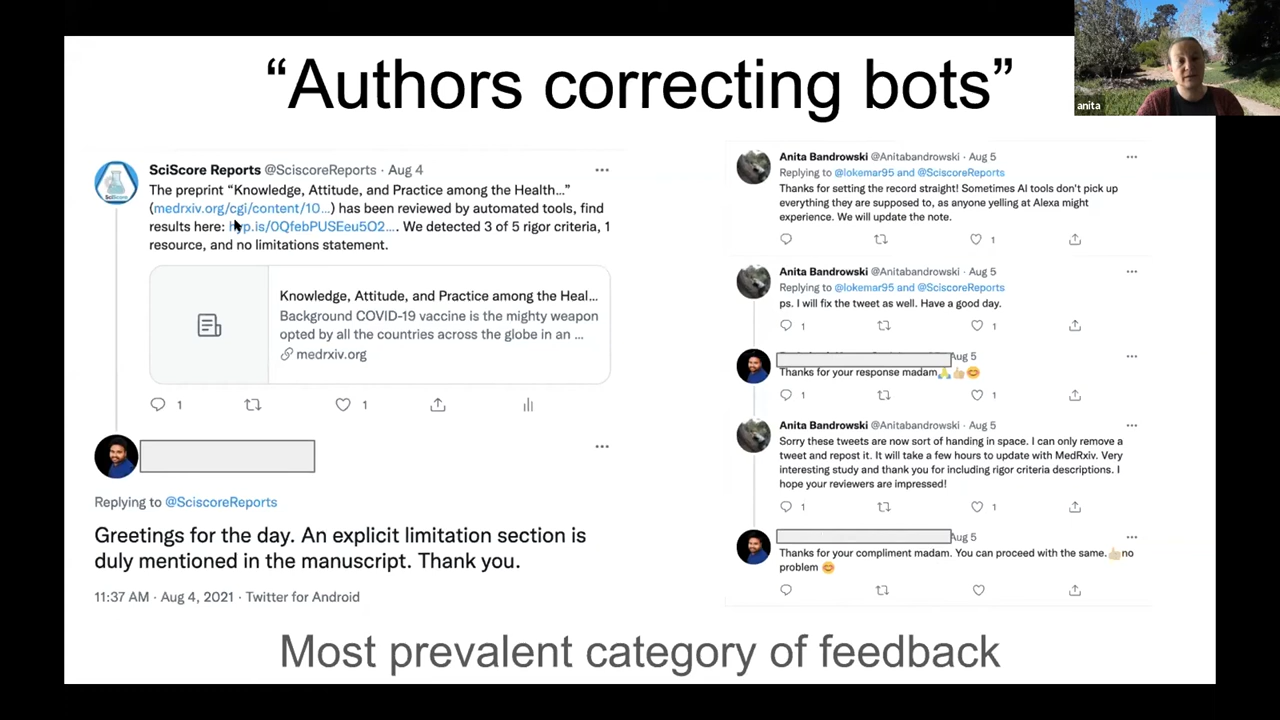 “Authors correcting bots”
anita
SciScore Reports @SciscoreReports · Aug 4
The preprint “Knowledge, Attitude, and Practice among the Health…”
(medrxiv.org/cgi/content/10…) has been reviewed by automated tools, find
results here: hyp.is/0QfebPUSEeu5O2…. We detected 3 of 5 rigor criteria, 1
resource, and no limitations statement.
SciScore
Knowledge, Attitude, and Practice among the Heal…
Background COVID-19 vaccine is the mighty weapon
opted by all the countries across the globe in an …
medrxiv.org
1
1
Replying to @SciscoreReports
Greetings for the day. An explicit limitation section is
duly mentioned in the manuscript. Thank you.
11:37 AM · Aug 4, 2021 · Twitter for Android
Anita Bandrowski @Anitabandrowski · Aug 5
Replying to @lokemar95 and @SciscoreReports
Thanks for setting the record straight! Sometimes AI tools don't pick up
everything they are supposed to, as anyone yelling at Alexa might
experience. We will update the note.
1
Anita Bandrowski @Anitabandrowski · Aug 5
Replying to @lokemar95 and @SciscoreReports
ps. I will fix the tweet as well. Have a good day.
1
1
Aug 5
Thanks for your response madam🙏👍🏼😊
1
1
Anita Bandrowski @Anitabandrowski · Aug 5
Sorry these tweets are now sort of handing in space. I can only remove a
tweet and repost it. It will take a few hours to update with MedRxiv. Very
interesting study and thank you for including rigor criteria descriptions. I
hope your reviewers are impressed!
1
1
Aug 5
Thanks for your compliment madam. You can proceed with the same.👍🏼no
problem 😊
Most prevalent category of feedback